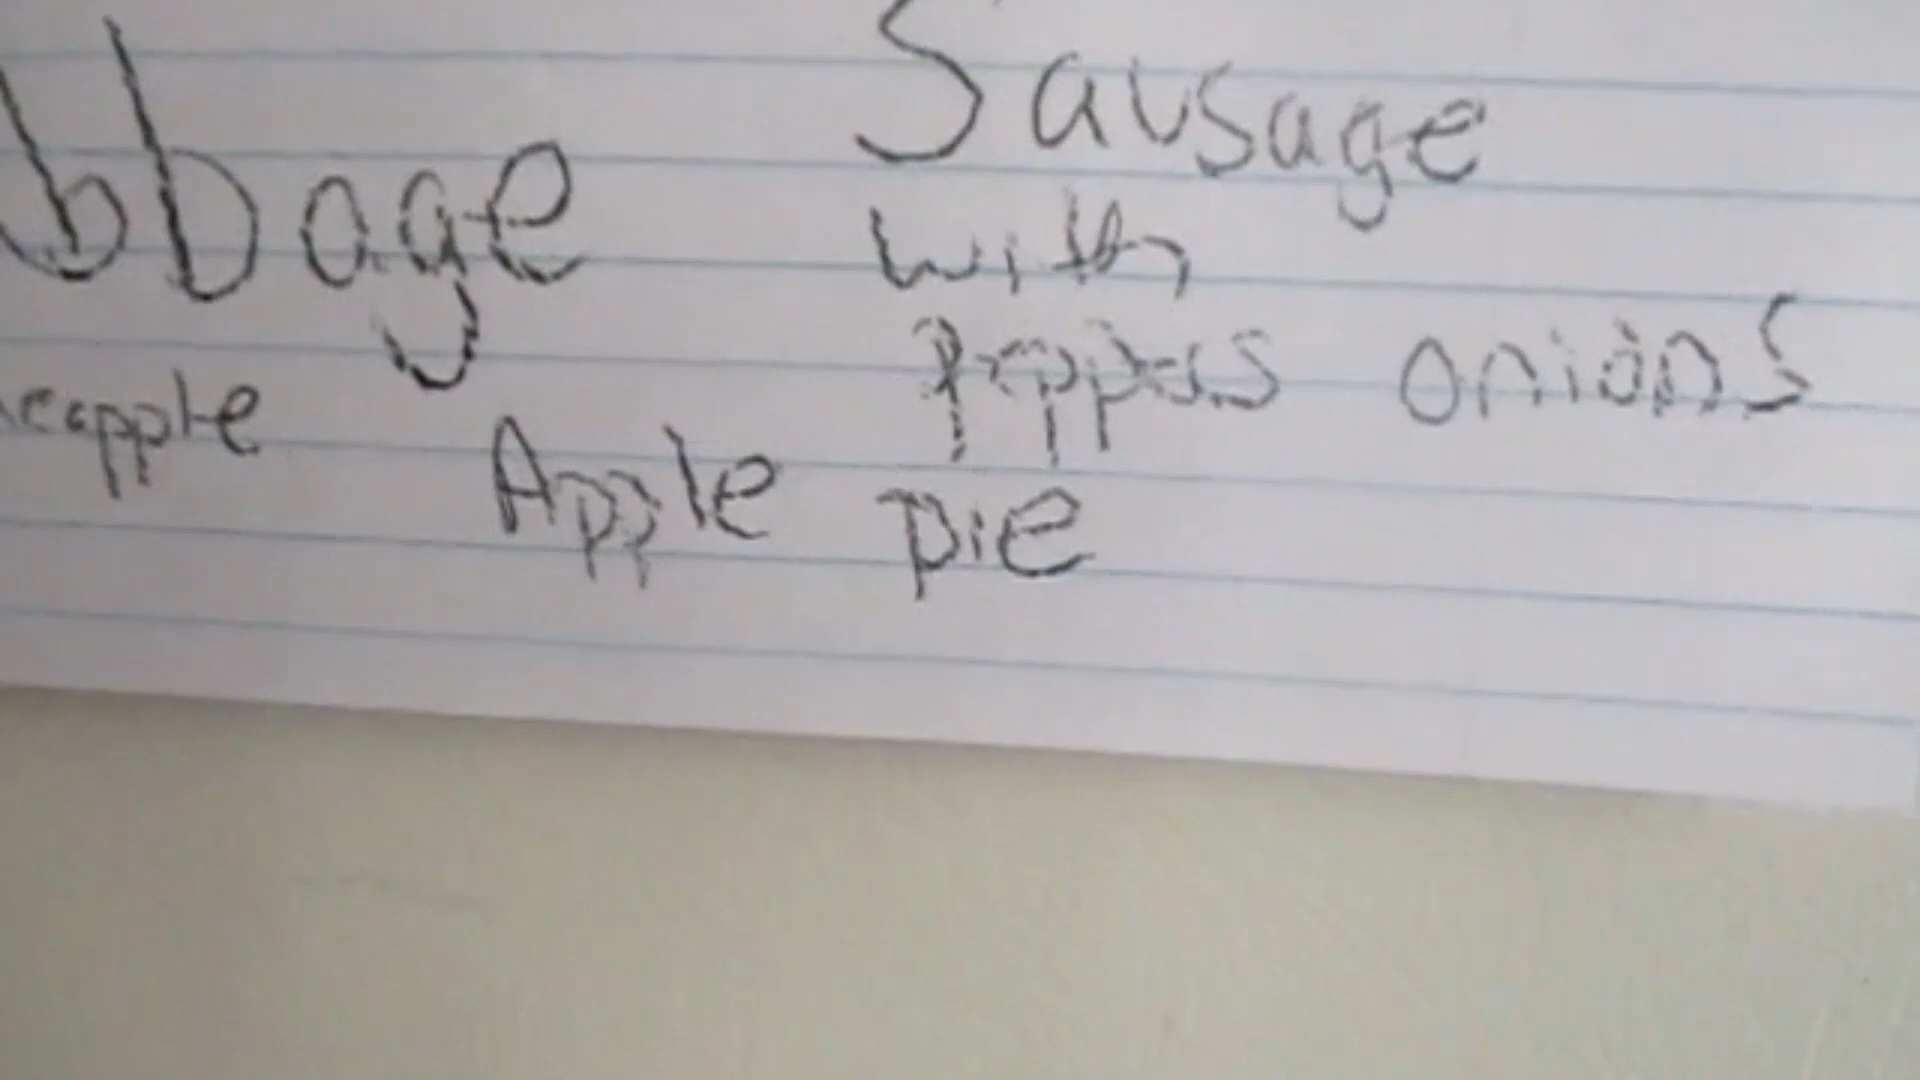 bbage
Sausage
with
peppers onions
eapple
Apple pie